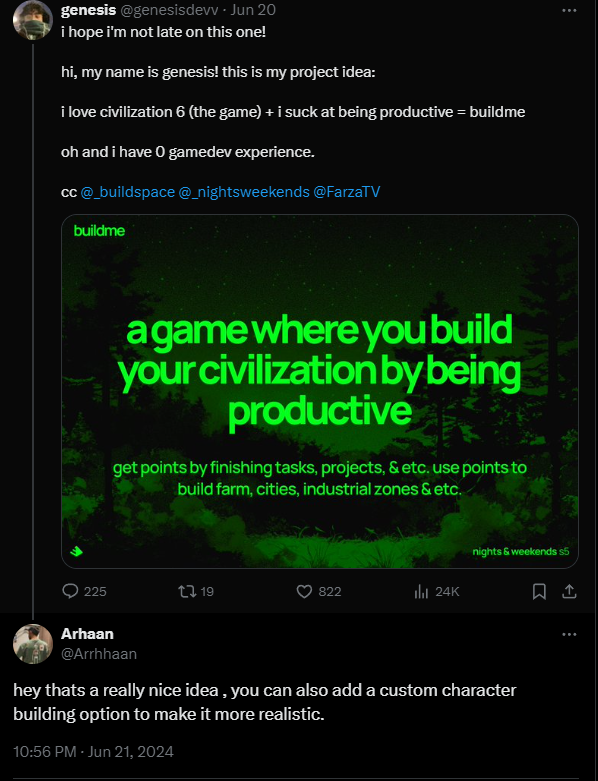 genesis @genesisdevv · Jun 20
i hope i'm not late on this one!
hi, my name is genesis! this is my project idea:
i love civilization 6 (the game) + i suck at being productive = buildme
oh and i have 0 gamedev experience.
cc @_buildspace @_nightsweekends @FarzaTV
buildme
a game where you build
your civilization by being
productive
get points by finishing tasks, projects, & etc. use points to
build farm, cities, industrial zones & etc.
nights & weekends s5
225 19 822 24K
Arhaan
@Arrhhaan
hey thats a really nice idea , you can also add a custom character
building option to make it more realistic.
10:56 PM · Jun 21, 2024